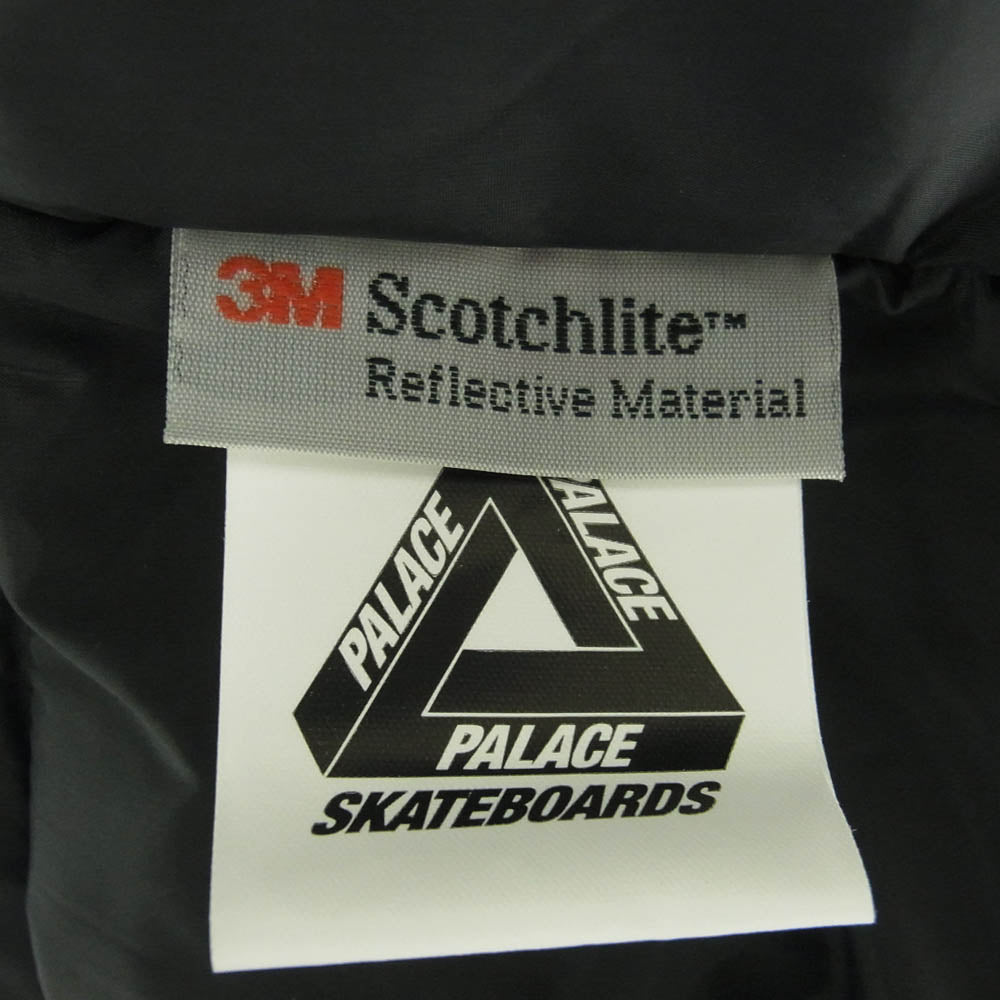 3M Scotchlite™
Reflective Material
PALACE
PALACE
PALACE
SKATEBOARDS